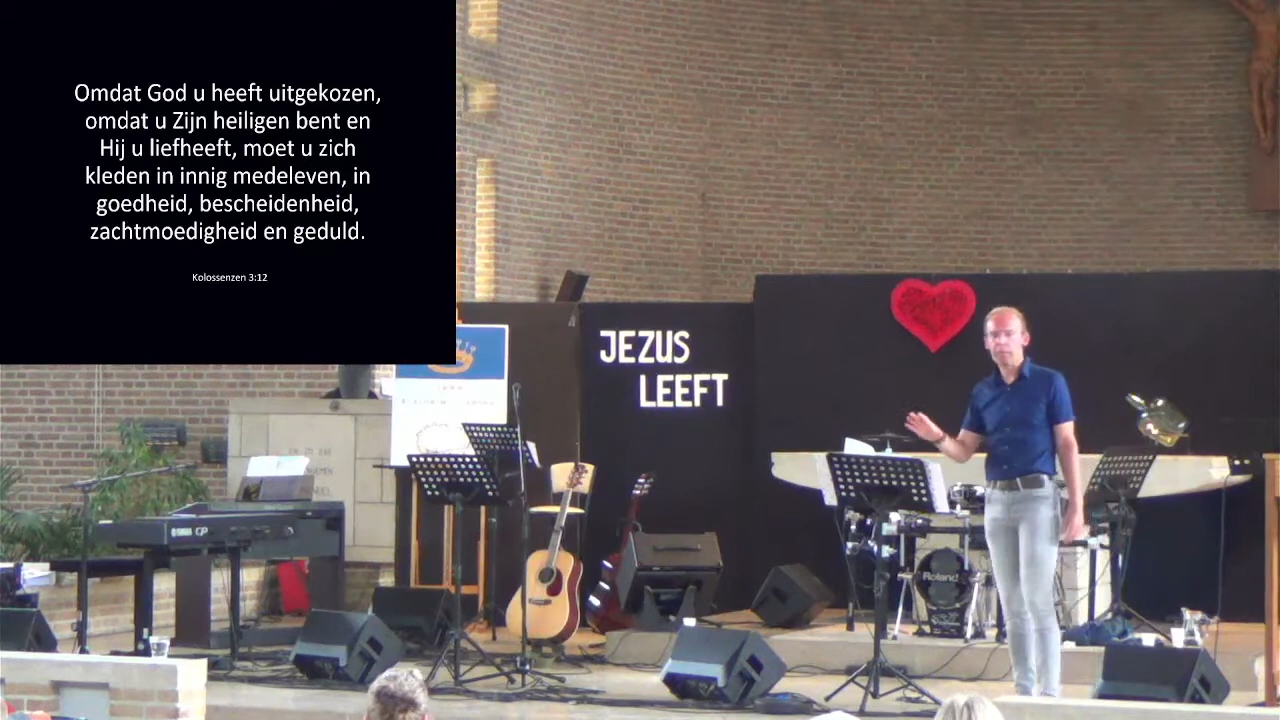 Omdat God u heeft uitgekozen,
omdat u Zijn heiligen bent en
Hij u liefheeft, moet u zich
kleden in innig medeleven, in
goedheid, bescheidenheid,
zachtmoedigheid en geduld.
Kolossenzen 3:12
JEZUS
LEEFT
YAMAHA CP
Roland